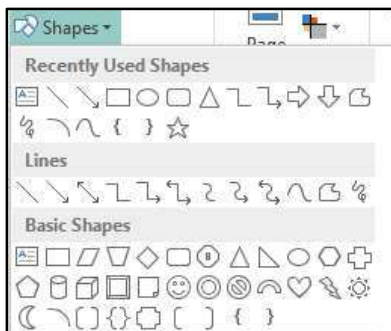 Shapes
Page
Recently Used Shapes
Lines
Basic Shapes